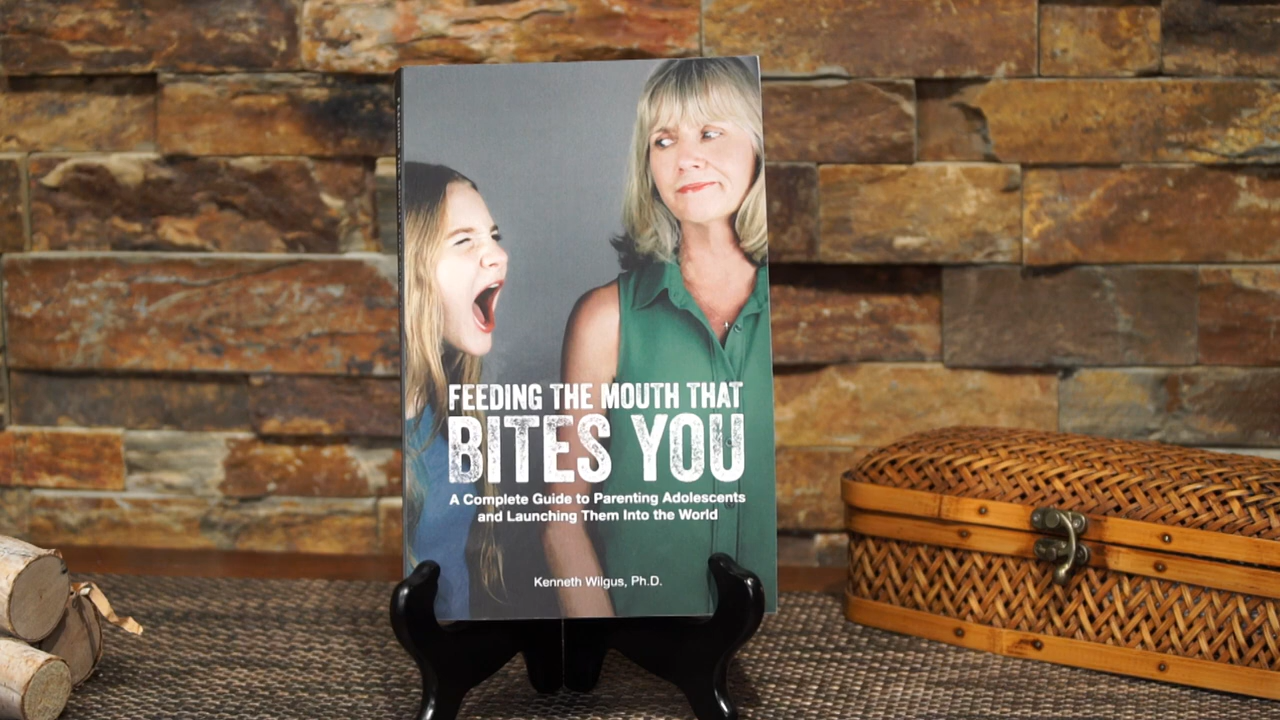 FEEDING THE MOUTH THAT
BITES YOU
A Complete Guide to Parenting Adolescents
and Launching Them Into the World
Kenneth Wilgus, Ph.D.